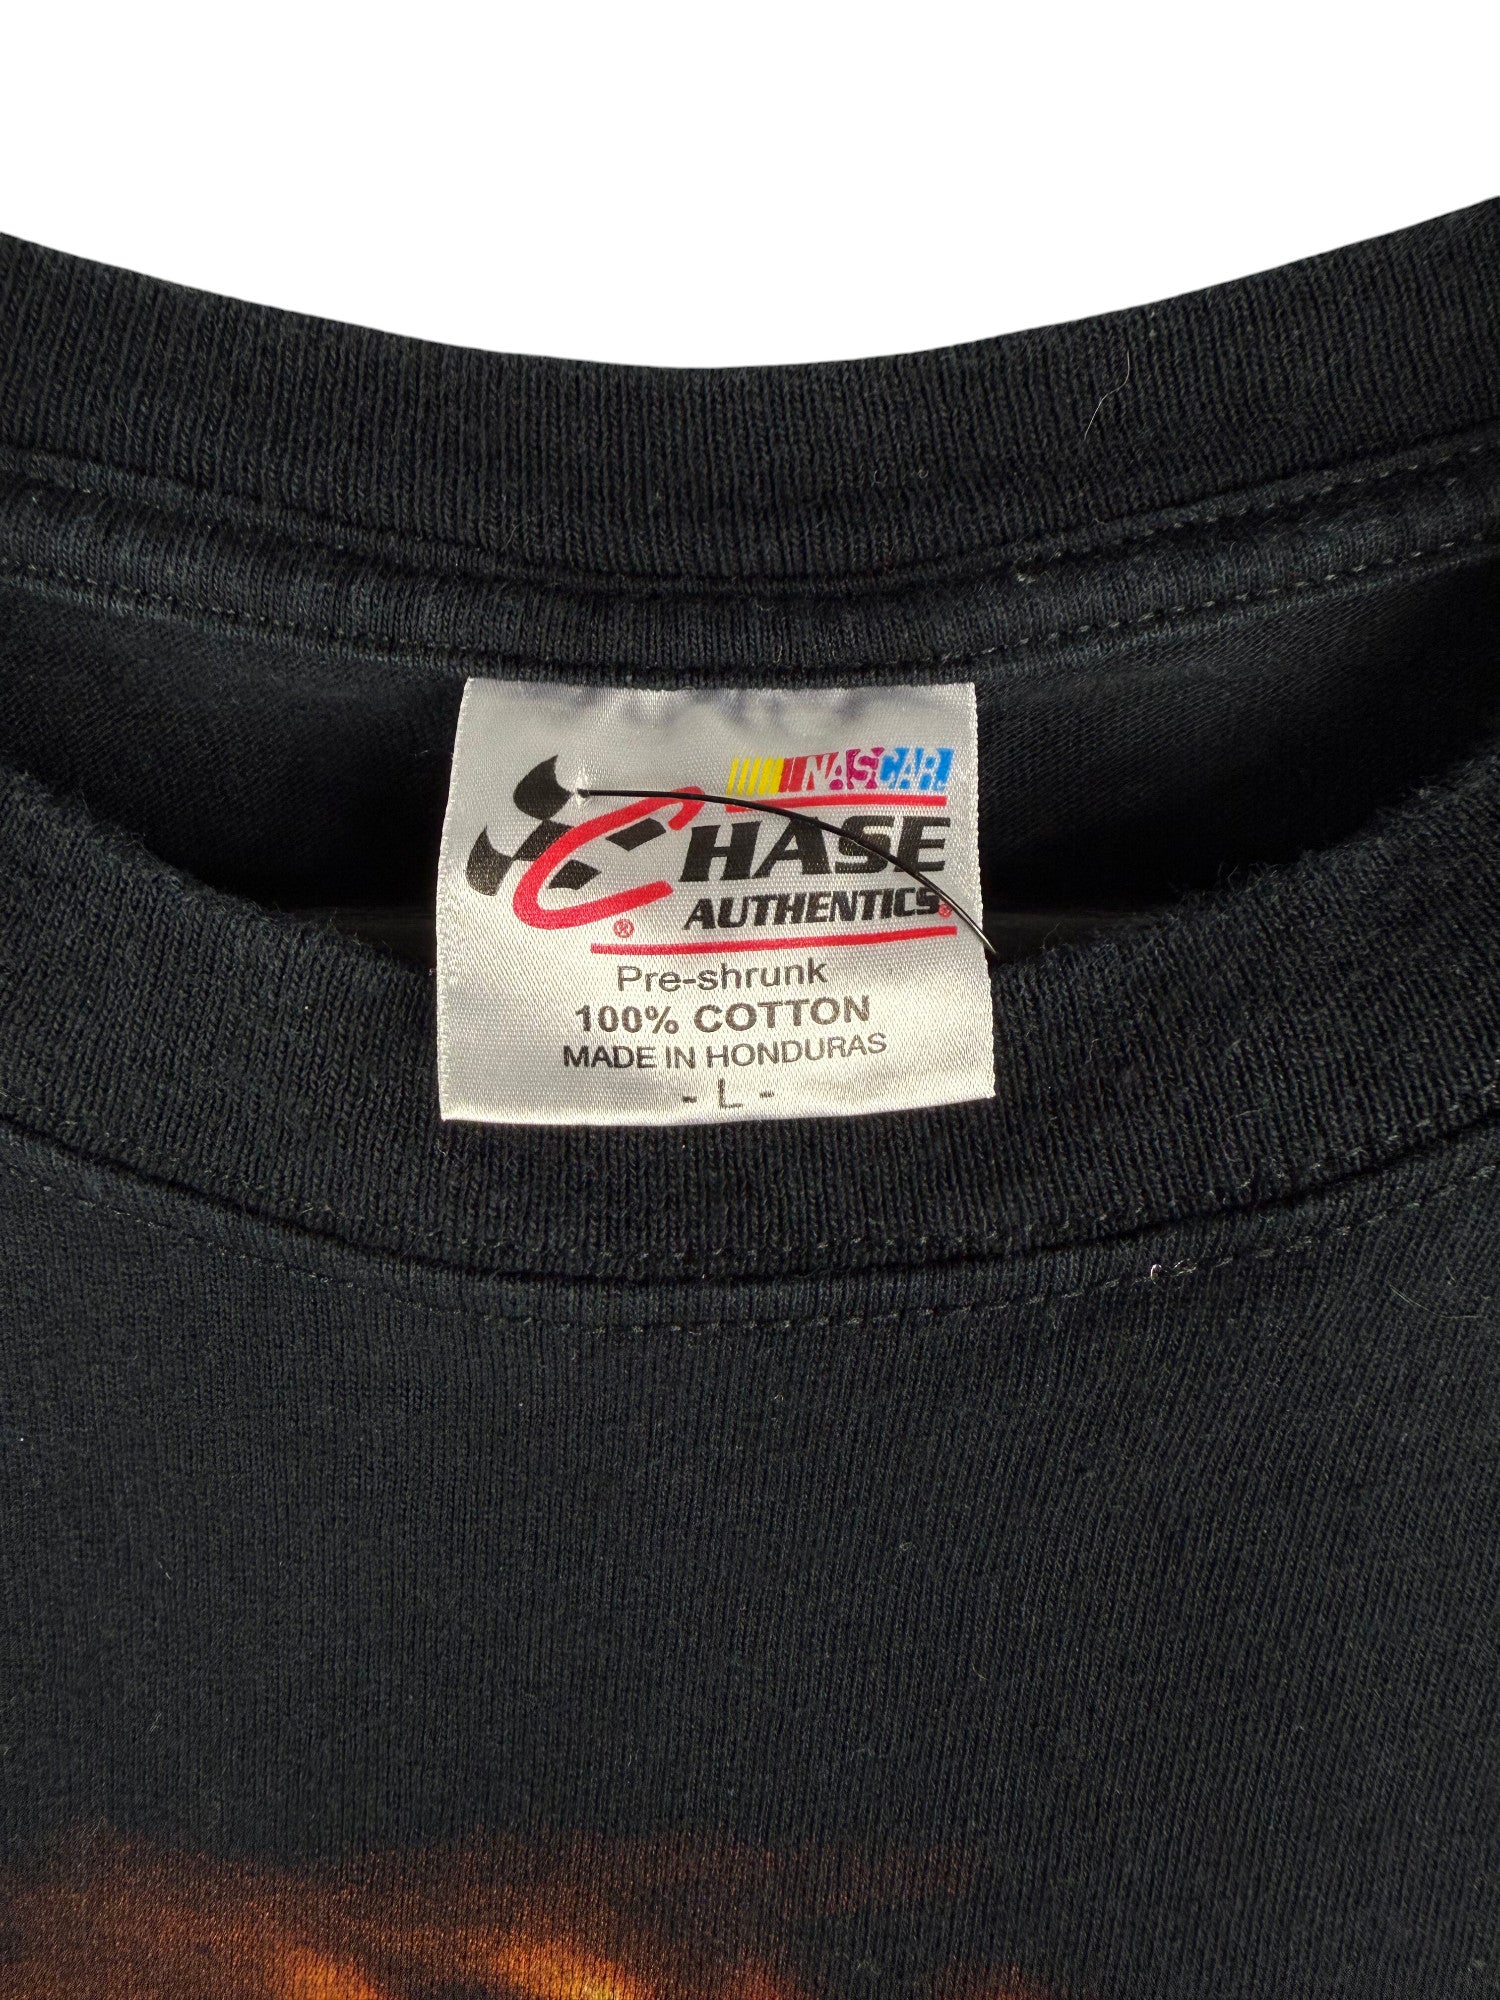 NASCAR
CHASE
AUTHENTICS®
®
Pre-shrunk
100% COTTON
MADE IN HONDURAS
- L -